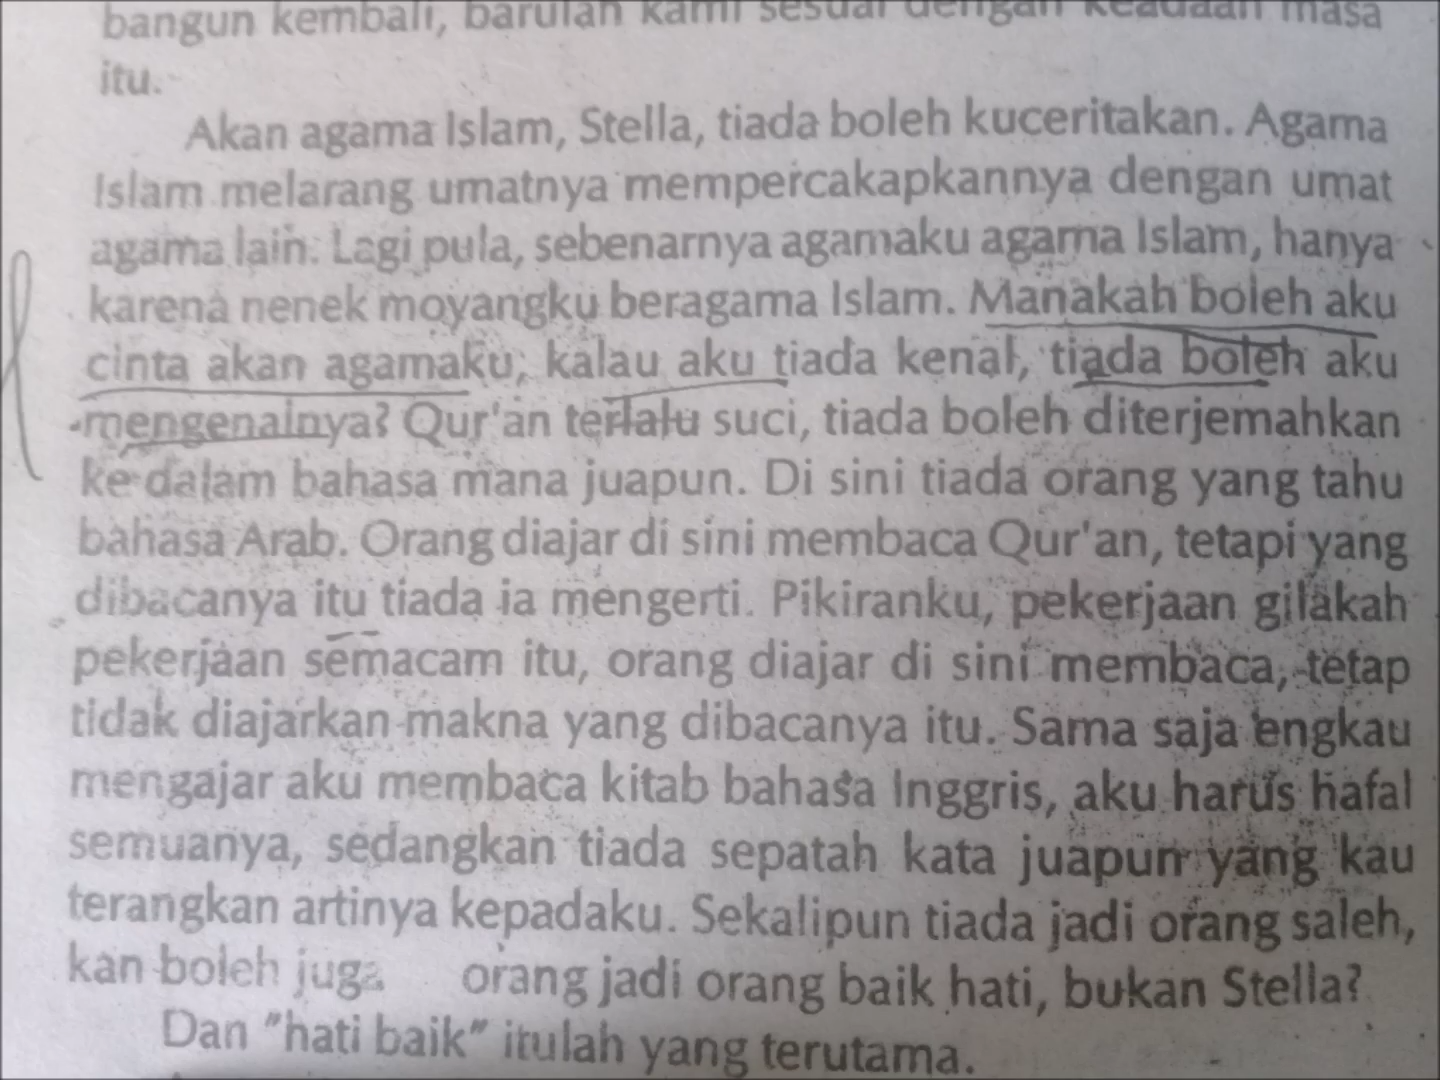 bangun kembali, barulah kami sesuai dengan keadaan masa
itu.
Akan agama Islam, Stella, tiada boleh kuceritakan. Agama
Islam melarang umatnya mempercakapkannya dengan umat
agama lain. Lagi pula, sebenarnya agamaku agama Islam, hanya
karena nenek moyangku beragama Islam. Manakah boleh aku
cinta akan agamaku, kalau aku tiada kenal, tiada boleh aku
mengenalnya? Qur'an terlalu suci, tiada boleh diterjemahkan
ke dalam bahasa mana juapun. Di sini tiada orang yang tahu
bahasa Arab. Orang diajar di sini membaca Qur'an, tetapi yang
dibacanya itu tiada ia mengerti. Pikiranku, pekerjaan gilakah
pekerjaan semacam itu, orang diajar di sini membaca, tetap
tidak diajarkan makna yang dibacanya itu. Sama saja engkau
mengajar aku membaca kitab bahasa Inggris, aku harus hafal
semuanya, sedangkan tiada sepatah kata juapun yang kau
terangkan artinya kepadaku. Sekalipun tiada jadi orang saleh,
kan boleh juga orang jadi orang baik hati, bukan Stella?
Dan "hati baik" itulah yang terutama.